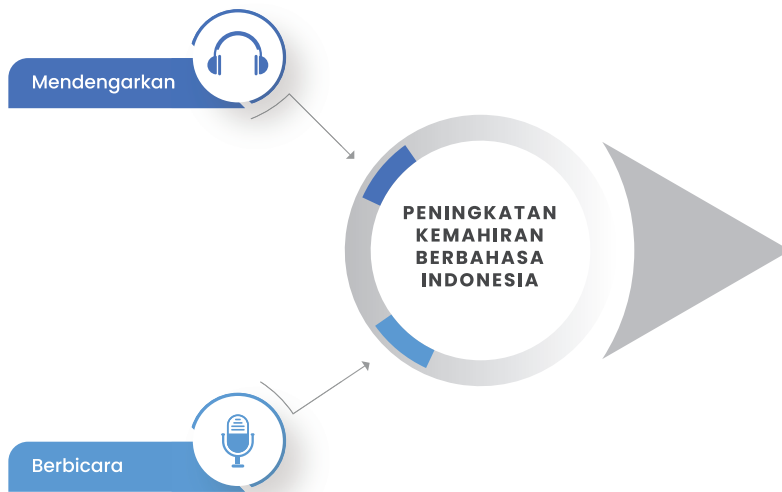 Mendengarkan
PENINGKATAN
KEMAHIRAN
BERBAHASA
INDONESIA
Berbicara